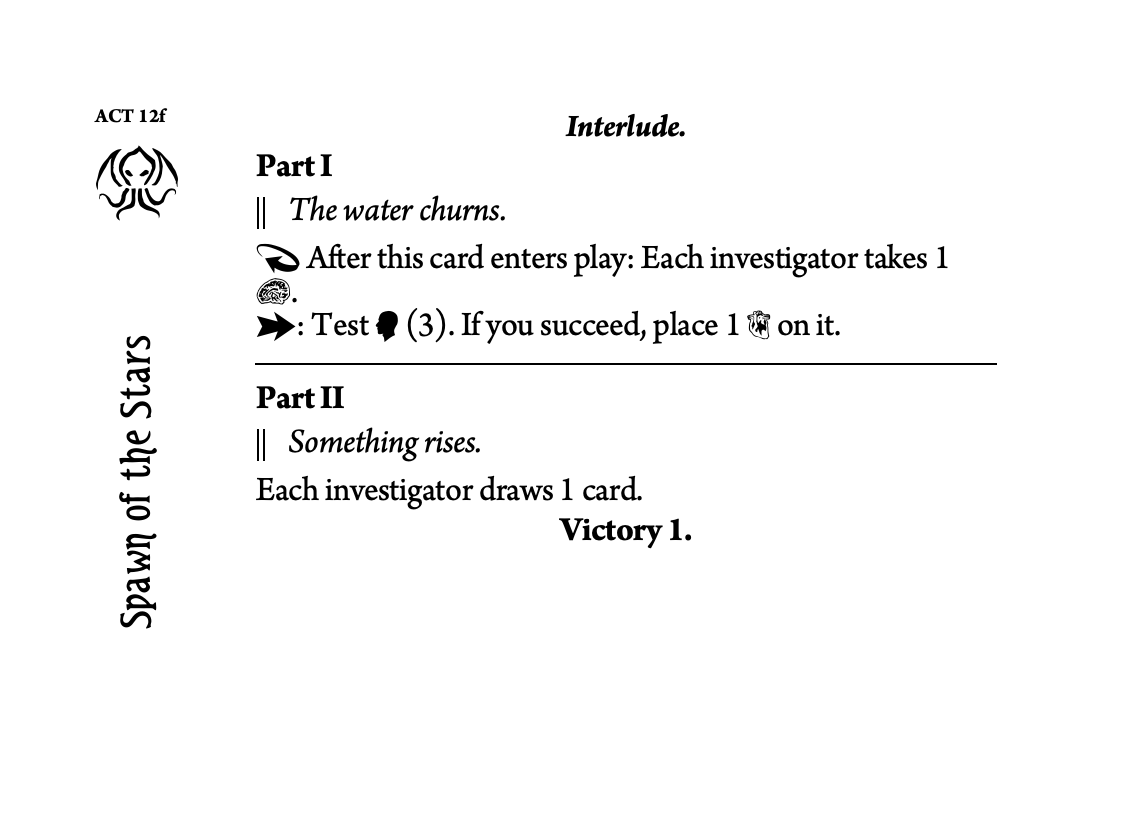 ACT 12f
Interlude.
Part I
The water churns.
After this card enters play: Each investigator takes 1
.
: Test (3). If you succeed, place 1 on it.
Part II
Something rises.
Each investigator draws 1 card.
Victory 1.
Spawn of the Stars